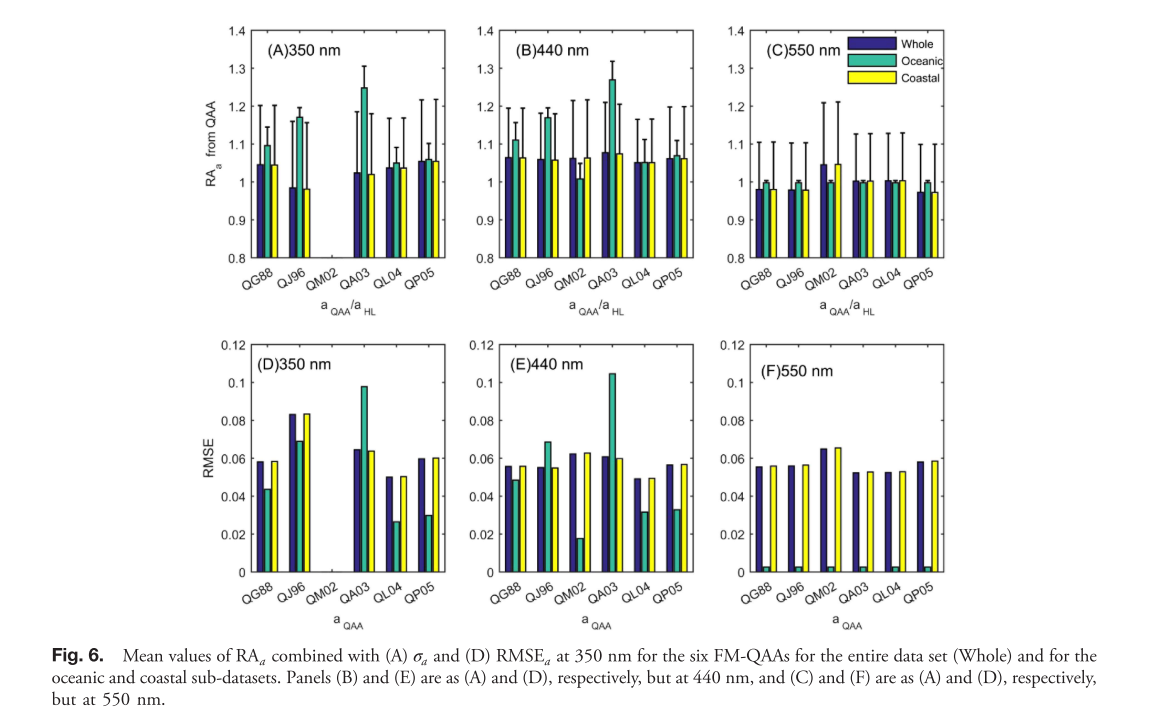 (A)350 nm
RAa from QAA
1.4
1.3
1.2
1.1
1
0.9
0.8
QG88 QJ96 QM02 QA03 QL04 QP05
a QAA/a HL
(B)440 nm
1.4
1.3
1.2
1.1
1
0.9
0.8
QG88 QJ96 QM02 QA03 QL04 QP05
a QAA/a HL
(C)550 nm
Whole
Oceanic
Coastal
1.4
1.3
1.2
1.1
1
0.9
0.8
QG88 QJ96 QM02 QA03 QL04 QP05
a QAA/a HL
(D)350 nm
RMSE
0.12
0.1
0.08
0.06
0.04
0.02
0
QG88 QJ96 QM02 QA03 QL04 QP05
a QAA
(E)440 nm
0.12
0.1
0.08
0.06
0.04
0.02
0
QG88 QJ96 QM02 QA03 QL04 QP05
a QAA
(F)550 nm
0.12
0.1
0.08
0.06
0.04
0.02
0
QG88 QJ96 QM02 QA03 QL04 QP05
a QAA
Fig. 6. Mean values of RAa combined with (A) σa and (D) RMSEa at 350 nm for the six FM-QAAs for the entire data set (Whole) and for the
oceanic and coastal sub-datasets. Panels (B) and (E) are as (A) and (D), respectively, but at 440 nm, and (C) and (F) are as (A) and (D), respectively,
but at 550 nm.